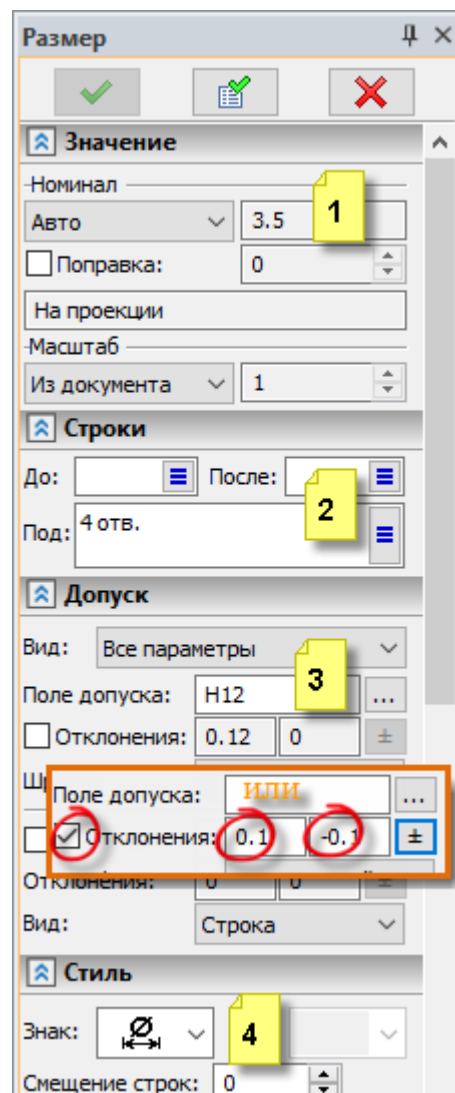 Размер
Значение
Номинал
Авто 3.5 1
Поправка: 0
На проекции
Масштаб
Из документа 1
Строки
До: После:
2
Под: 4 отв.
Допуск
Вид: Все параметры
3
Поле допуска: H12 ...
Отклонения: 0.12 0 ±
Поле допуска: или ...
Отклонения: 0.1 -0.1 ±
Отклонения: 0 0 ±
Вид: Строка
Стиль
Знак: Ø 4
Смещение строк: 0